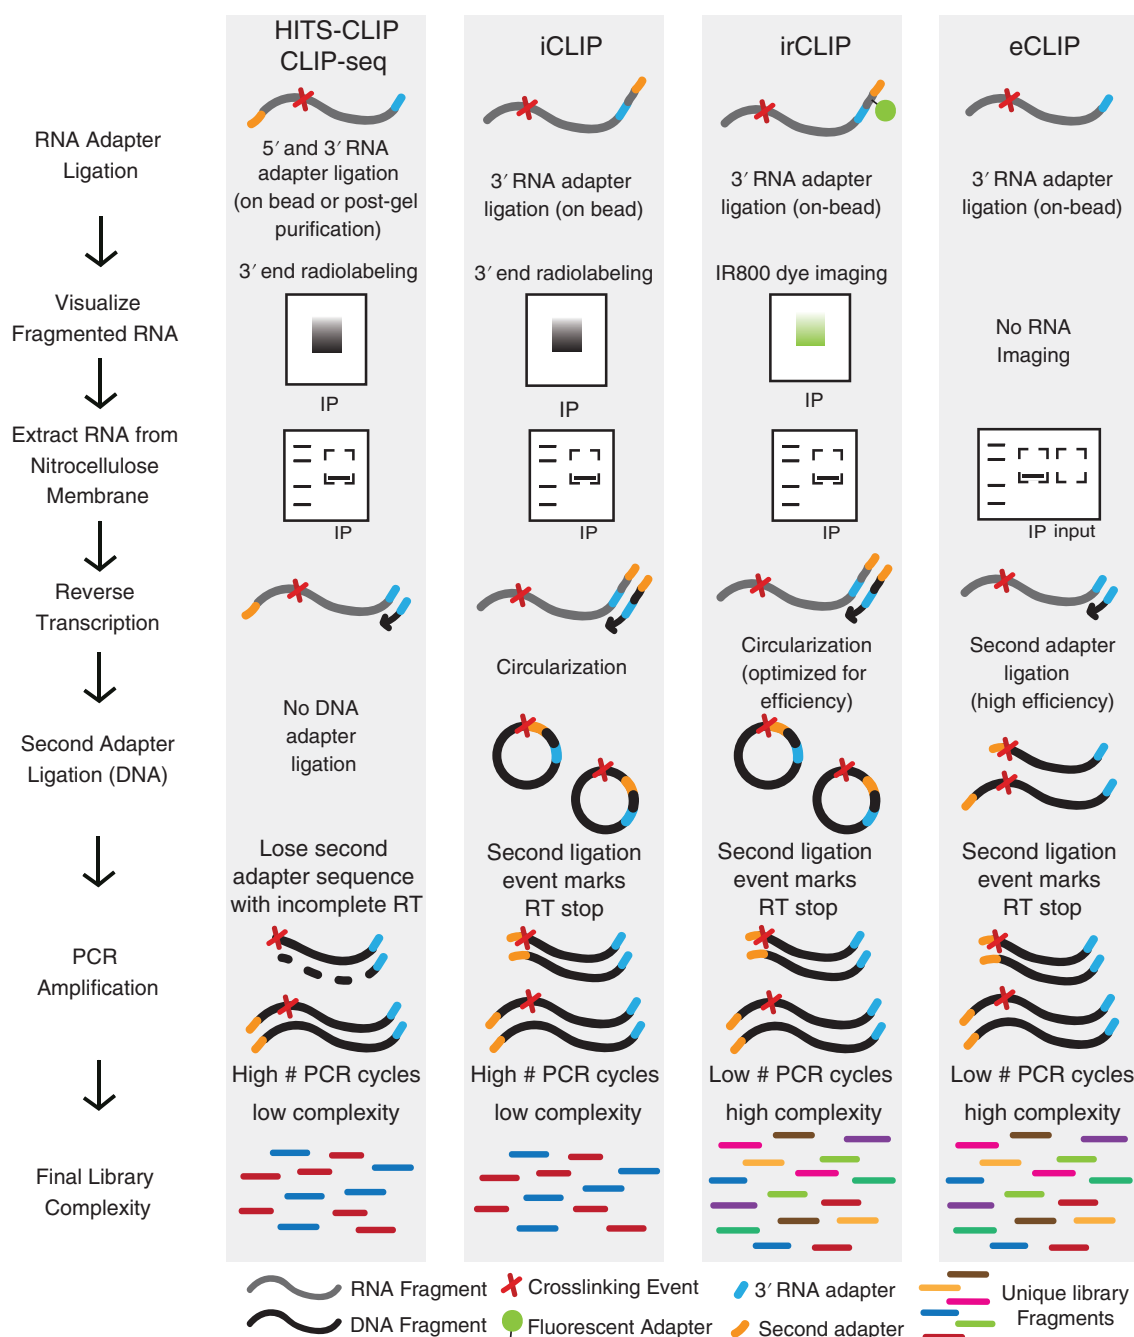 HITS-CLIP
CLIP-seq
iCLIP
irCLIP
eCLIP
RNA Adapter
Ligation
5′ and 3′ RNA
adapter ligation
(on bead or post-gel
purification)
3′ RNA adapter
ligation (on bead)
3′ RNA adapter
ligation (on-bead)
3′ RNA adapter
ligation (on-bead)
Visualize
Fragmented RNA
3′ end radiolabeling
IP
3′ end radiolabeling
IP
IR800 dye imaging
IP
No RNA
Imaging
Extract RNA from
Nitrocellulose
Membrane
IP
IP
IP
IP input
Reverse
Transcription
Second Adapter
Ligation (DNA)
No DNA
adapter
ligation
Circularization
Circularization
(optimized for
efficiency)
Second adapter
ligation
(high efficiency)
PCR
Amplification
Lose second
adapter sequence
with incomplete RT
Second ligation
event marks
RT stop
Second ligation
event marks
RT stop
Second ligation
event marks
RT stop
High # PCR cycles
High # PCR cycles
Low # PCR cycles
Low # PCR cycles
Final Library
Complexity
low complexity
low complexity
high complexity
high complexity
RNA Fragment
Crosslinking Event
3′ RNA adapter
Unique library
Fragments
DNA Fragment
Fluorescent Adapter
Second adapter